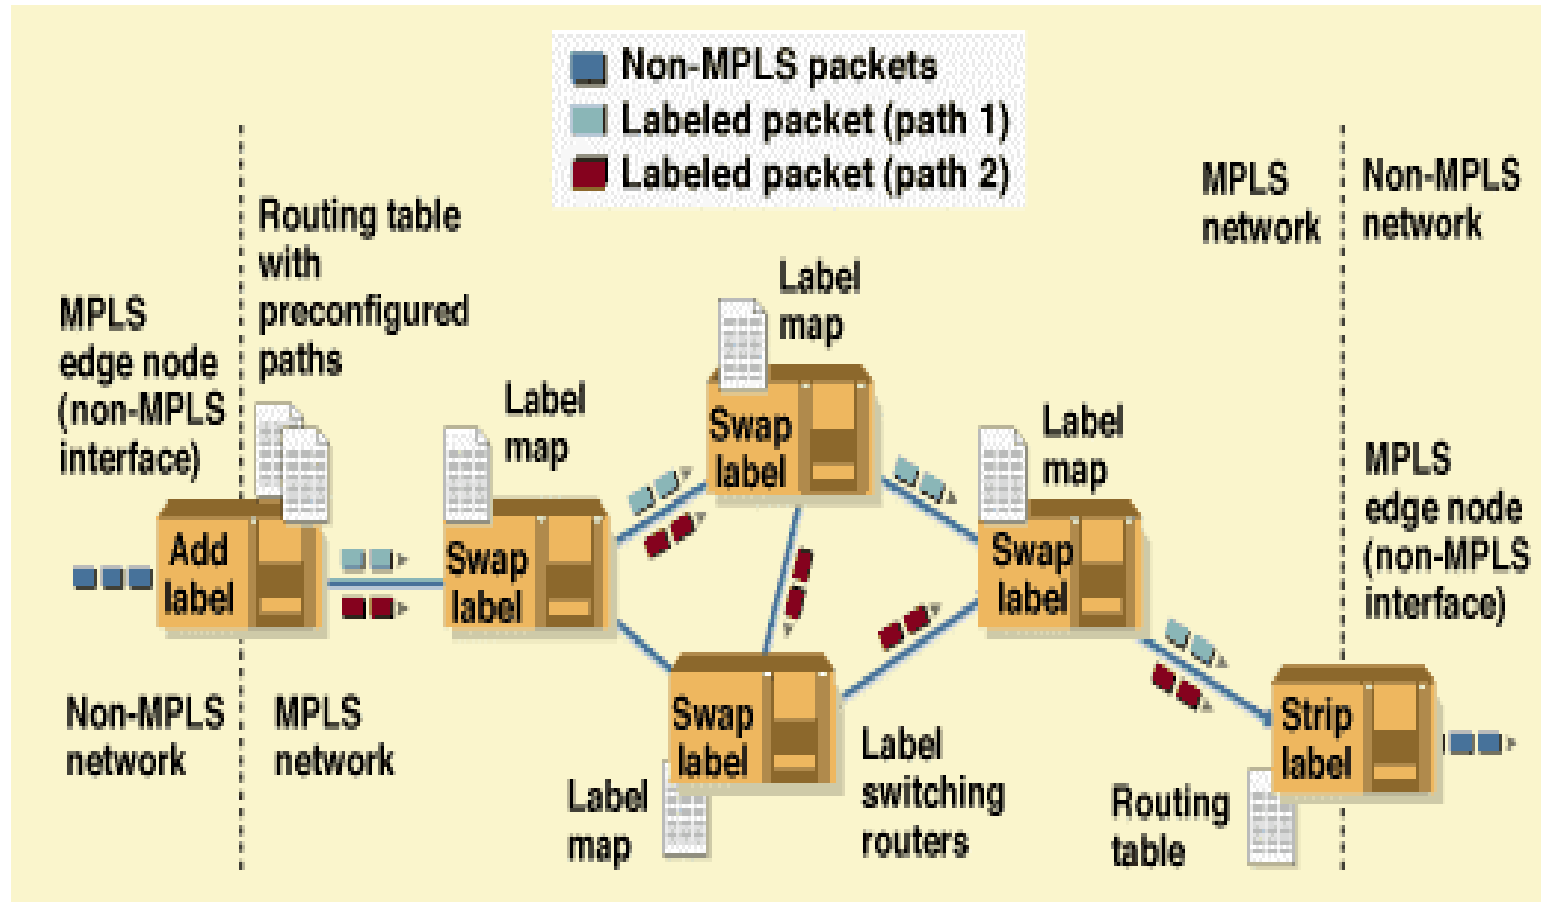 Non-MPLS packets
Labeled packet (path 1)
Labeled packet (path 2)
MPLS
network
Non-MPLS
network
Routing table
with
preconfigured
paths
MPLS
edge node
(non-MPLS
interface)
Label
map
Label
map
Label
map
MPLS
edge node
(non-MPLS
interface)
Add
label
Swap
label
Swap
label
Swap
label
Swap
label
Strip
label
Non-MPLS
network
MPLS
network
Label
map
Label
switching
routers
Routing
table